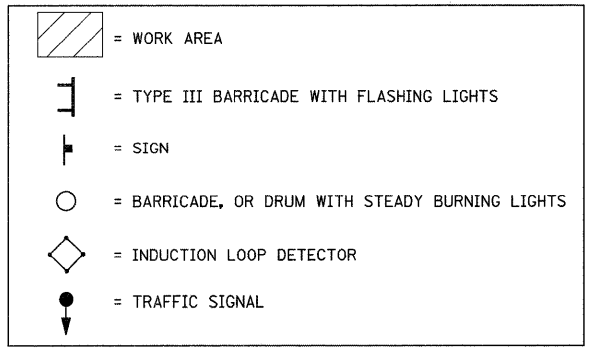 = WORK AREA
= TYPE III BARRICADE WITH FLASHING LIGHTS
= SIGN
= BARRICADE, OR DRUM WITH STEADY BURNING LIGHTS
= INDUCTION LOOP DETECTOR
= TRAFFIC SIGNAL